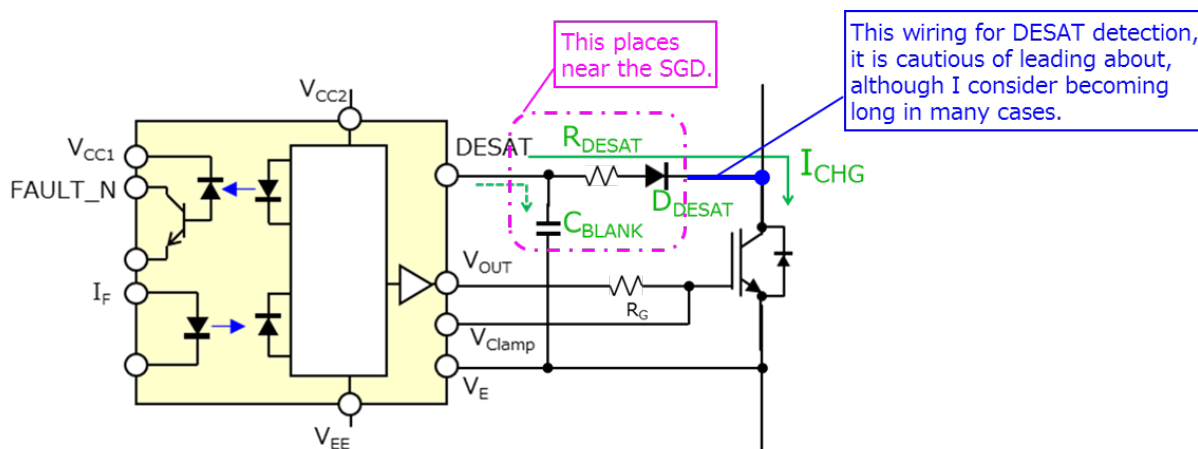 This places
near the SGD.
This wiring for DESAT detection,
it is cautious of leading about,
although I consider becoming
long in many cases.
VCC2
VCC1
FAULT_N
DESAT
RDESAT
ICHG
DDESAT
CBLANK
VOUT
IF
RG
VClamp
VE
VEE